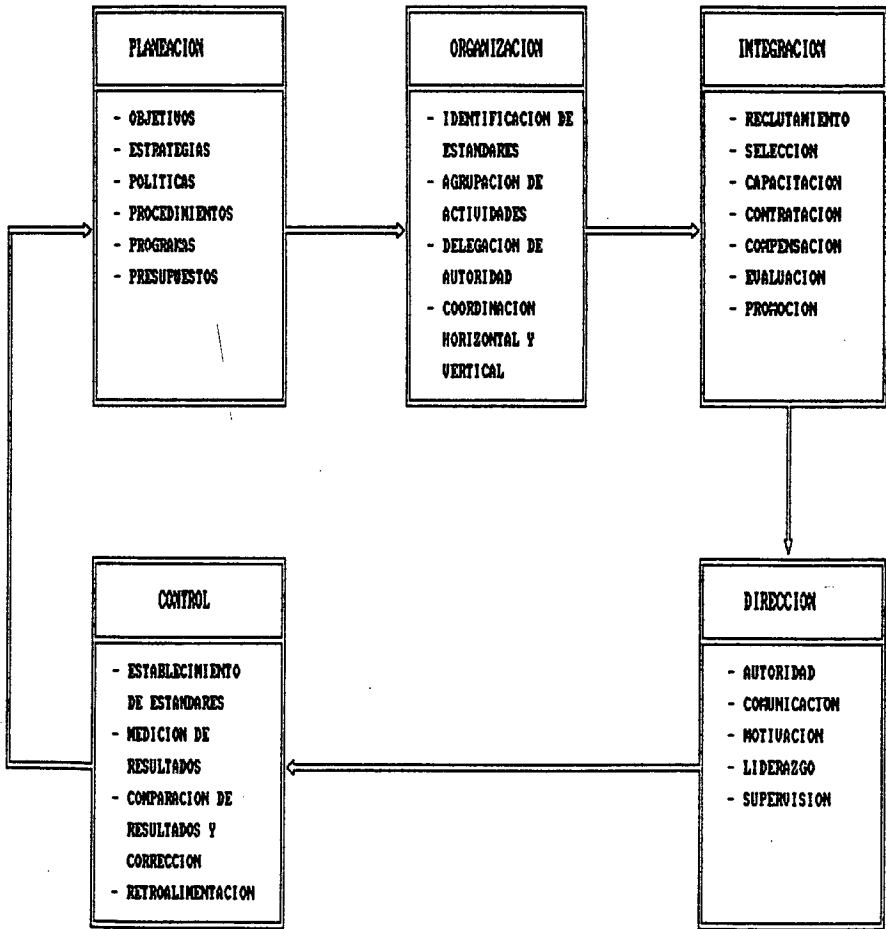 PLANEACION
- OBJETIVOS
- ESTRATEGIAS
- POLITICAS
- PROCEDIMIENTOS
- PROGRAMAS
- PRESUPUESTOS
ORGANIZACION
- IDENTIFICACION DE
ESTANDARES
- AGRUPACION DE
ACTIVIDADES
- DELEGACION DE
AUTORIDAD
- COORDINACION
HORIZONTAL Y
VERTICAL
INTEGRACION
- RECLUTAMIENTO
- SELECCION
- CAPACITACION
- CONTRATACION
- COMPENSACION
- EVALUACION
- PROMOCION
DIRECCION
- AUTORIDAD
- COMUNICACION
- MOTIVACION
- LIDERAZGO
- SUPERVISION
CONTROL
- ESTABLECIMIENTO
DE ESTANDARES
- MEDICION DE
RESULTADOS
- COMPARACION DE
RESULTADOS Y
CORRECCION
- RETROALIMENTACION